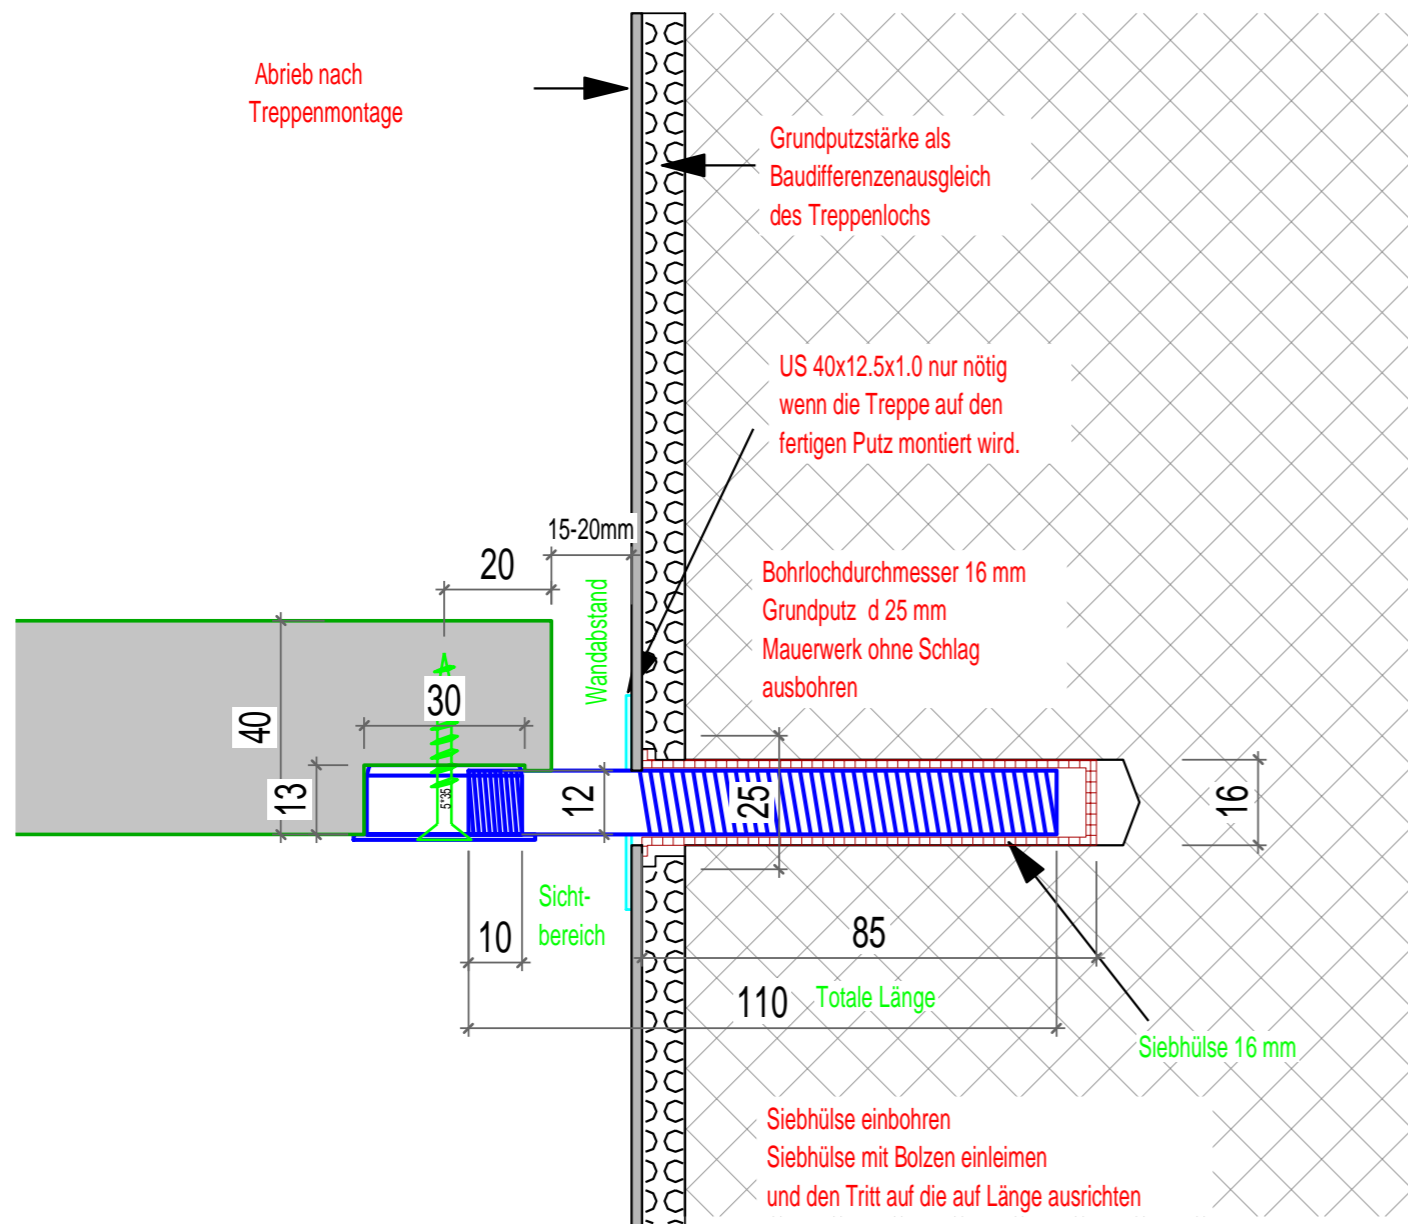 Abrieb nach
Treppenmontage
Grundputzstärke als
Baudifferenzenausgleich
des Treppenlochs
US 40x12.5x1.0 nur nötig
wenn die Treppe auf den
fertigen Putz montiert wird.
15-20mm
20
Wandabstand
Bohrlochdurchmesser 16 mm
Grundputz d 25 mm
Mauerwerk ohne Schlag
ausbohren
40
30
13
5*35
12
25
16
Sicht-
bereich
10
85
110
Totale Länge
Siebhülse 16 mm
Siebhülse einbohren
Siebhülse mit Bolzen einleimen
und den Tritt auf die auf Länge ausrichten